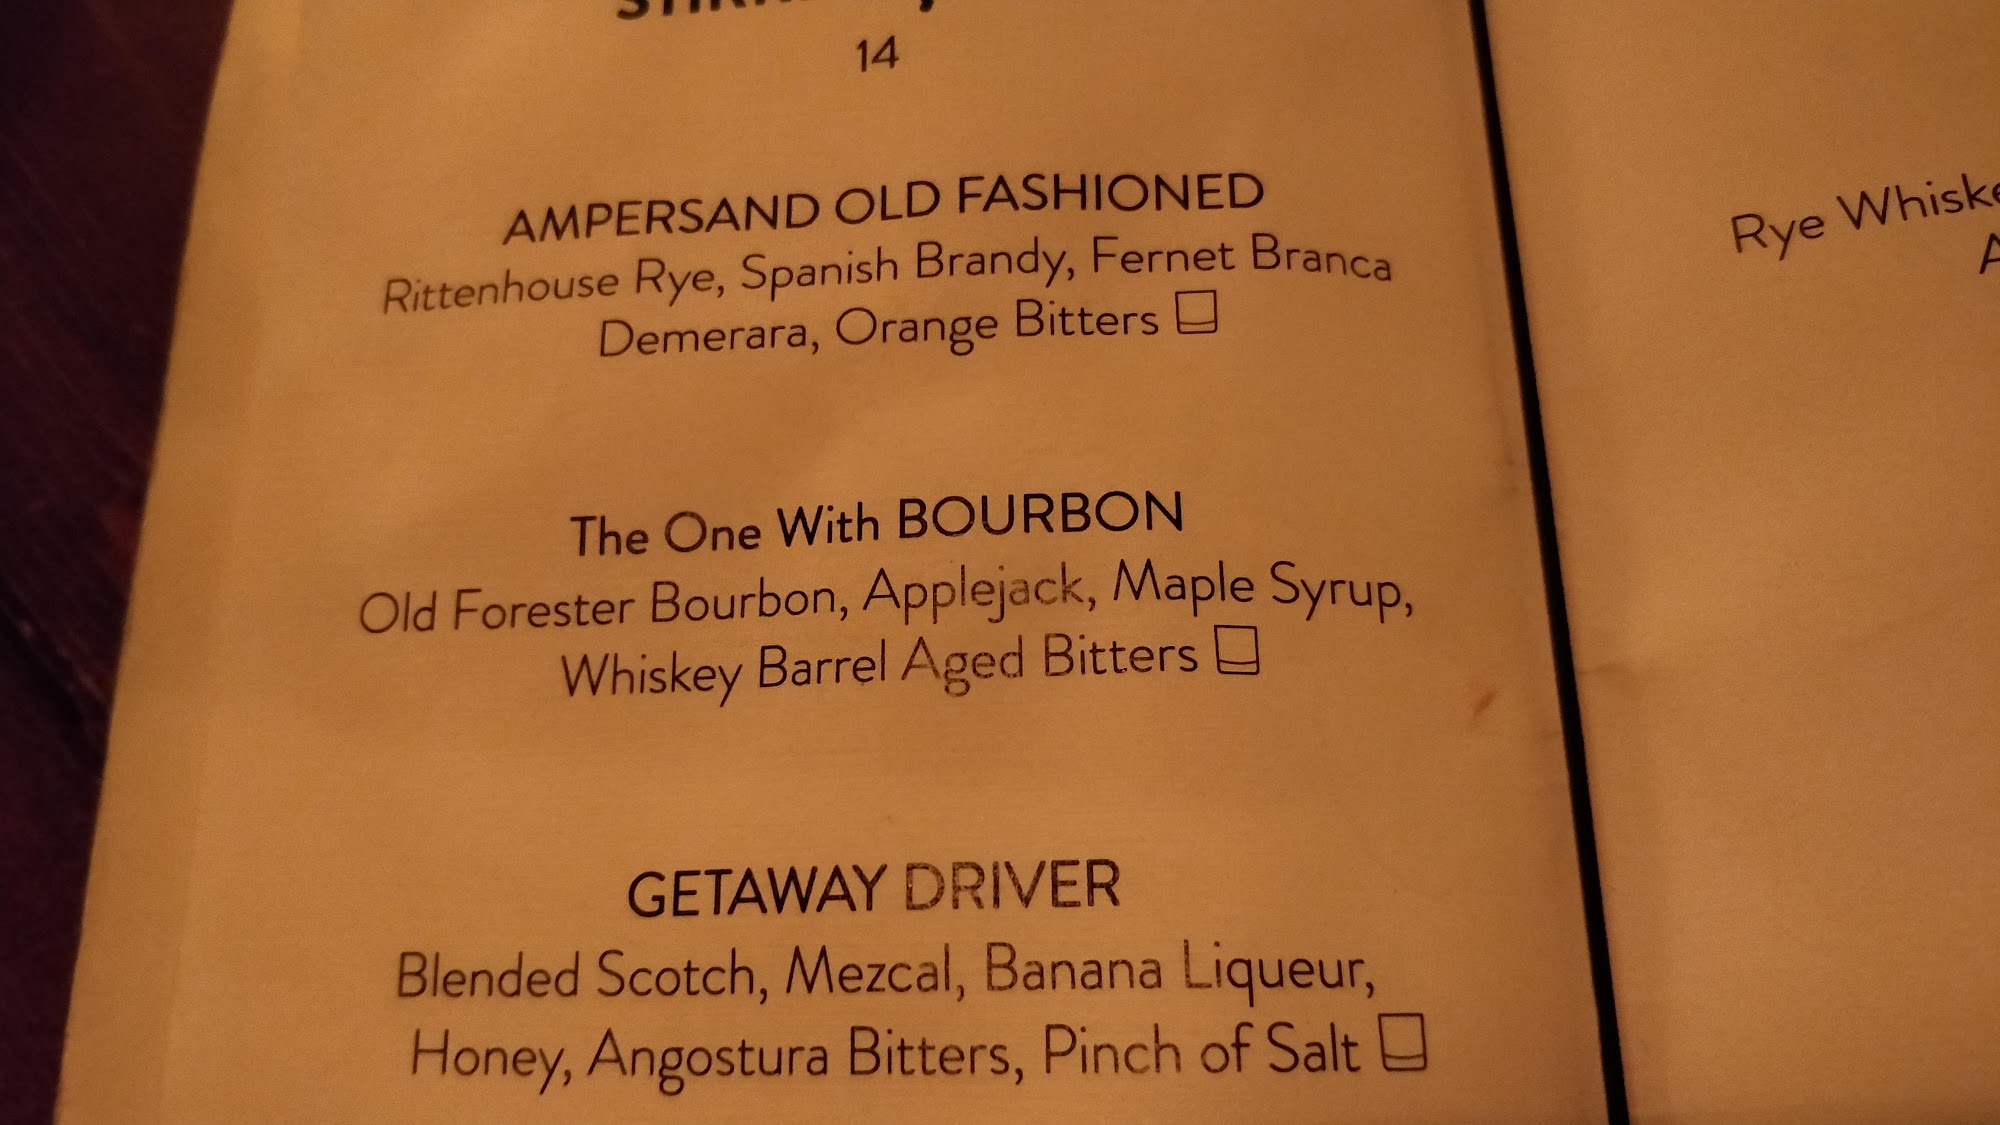 14
AMPERSAND OLD FASHIONED
Rittenhouse Rye, Spanish Brandy, Fernet Branca
Demerara, Orange Bitters
The One With BOURBON
Old Forester Bourbon, Applejack, Maple Syrup,
Whiskey Barrel Aged Bitters
GETAWAY DRIVER
Blended Scotch, Mezcal, Banana Liqueur,
Honey, Angostura Bitters, Pinch of Salt
Rye